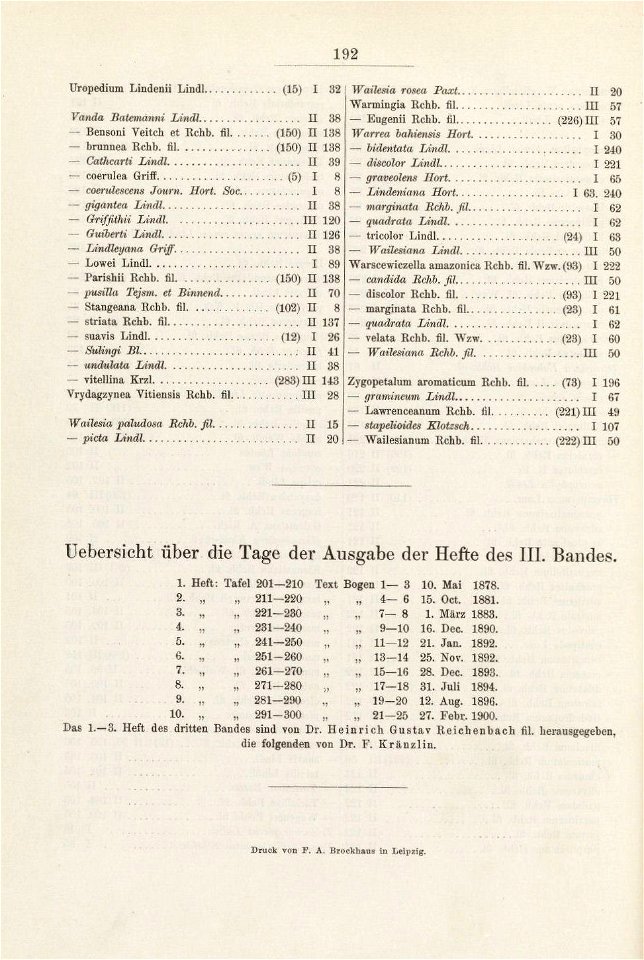 192
Uropedium Lindenii Lindl. (15) I 32
Vanda Batemanni Lindl. II 38
— Bensoni Veitch et Rchb. fil. (150) II 138
— brunnea Rchb. fil. (150) II 138
— Cathcarti Lindl. II 39
— coerulea Griff. (5) I 8
— coerulescens Journ. Hort. Soc. I 8
— gigantea Lindl. II 38
— Griffithii Lindl. III 120
— Guiberti Lindl. II 126
— Lindleyana Griff. II 38
— Lowei Lindl. I 89
— Parishii Rchb. fil. (150) II 138
— pusilla Tejsm. et Binnend. II 70
— Stangeana Rchb. fil. (102) II 8
— striata Rchb. fil. II 137
— suavis Lindl. (12) I 26
— Sulingi Bl. II 41
— undulata Lindl. II 38
— vitellina Krzl. (283) III 143
Vrydagzynea Vitiensis Rchb. fil. III 28
Wailesia paludosa Rchb. fil. II 15
— picta Lindl. II 20
Wailesia rosea Paxt. II 20
Warmingia Rchb. fil. III 57
— Eugenii Rchb. fil. (226) III 57
Warrea bahiensis Hort. I 30
— bidentata Lindl. I 240
— discolor Lindl. I 221
— graveolens Hort. I 65
— Lindeniana Hort. I 63. 240
— marginata Rchb. fil. I 62
— quadrata Lindl. I 62
— tricolor Lindl. (24) I 63
— Wailesiana Lindl. III 50
Warscewiczella amazonica Rchb. fil. Wzw. (93) I 222
— candida Rchb. fil. III 50
— discolor Rchb. fil. (93) I 221
— marginata Rchb. fil. (23) I 61
— quadrata Lindl. I 62
— velata Rchb. fil. Wzw. (23) I 60
— Wailesiana Rchb. fil. III 50
Zygopetalum aromaticum Rchb. fil. (73) I 196
— gramineum Lindl. I 67
— Lawrenceanum Rchb. fil. (221) III 49
— stapelioides Klotzsch I 107
— Wailesianum Rchb. fil. (222) III 50
Uebersicht über die Tage der Ausgabe der Hefte des III. Bandes.
1. Heft: Tafel 201—210 Text Bogen 1— 3 10. Mai 1878.
2. „ „ 211—220 „ „ 4— 6 15. Oct. 1881.
3. „ „ 221—230 „ „ 7— 8 1. März 1883.
4. „ „ 231—240 „ „ 9—10 16. Dec. 1890.
5. „ „ 241—250 „ „ 11—12 21. Jan. 1892.
6. „ „ 251—260 „ „ 13—14 25. Nov. 1892.
7. „ „ 261—270 „ „ 15—16 28. Dec. 1893.
8. „ „ 271—280 „ „ 17—18 31. Juli 1894.
9. „ „ 281—290 „ „ 19—20 12. Aug. 1896.
10. „ „ 291—300 „ „ 21—25 27. Febr. 1900.
Das 1.—3. Heft des dritten Bandes sind von Dr. Heinrich Gustav Reichenbach fil. herausgegeben,
die folgenden von Dr. F. Kränzlin.
Druck von F. A. Brockhaus in Leipzig.